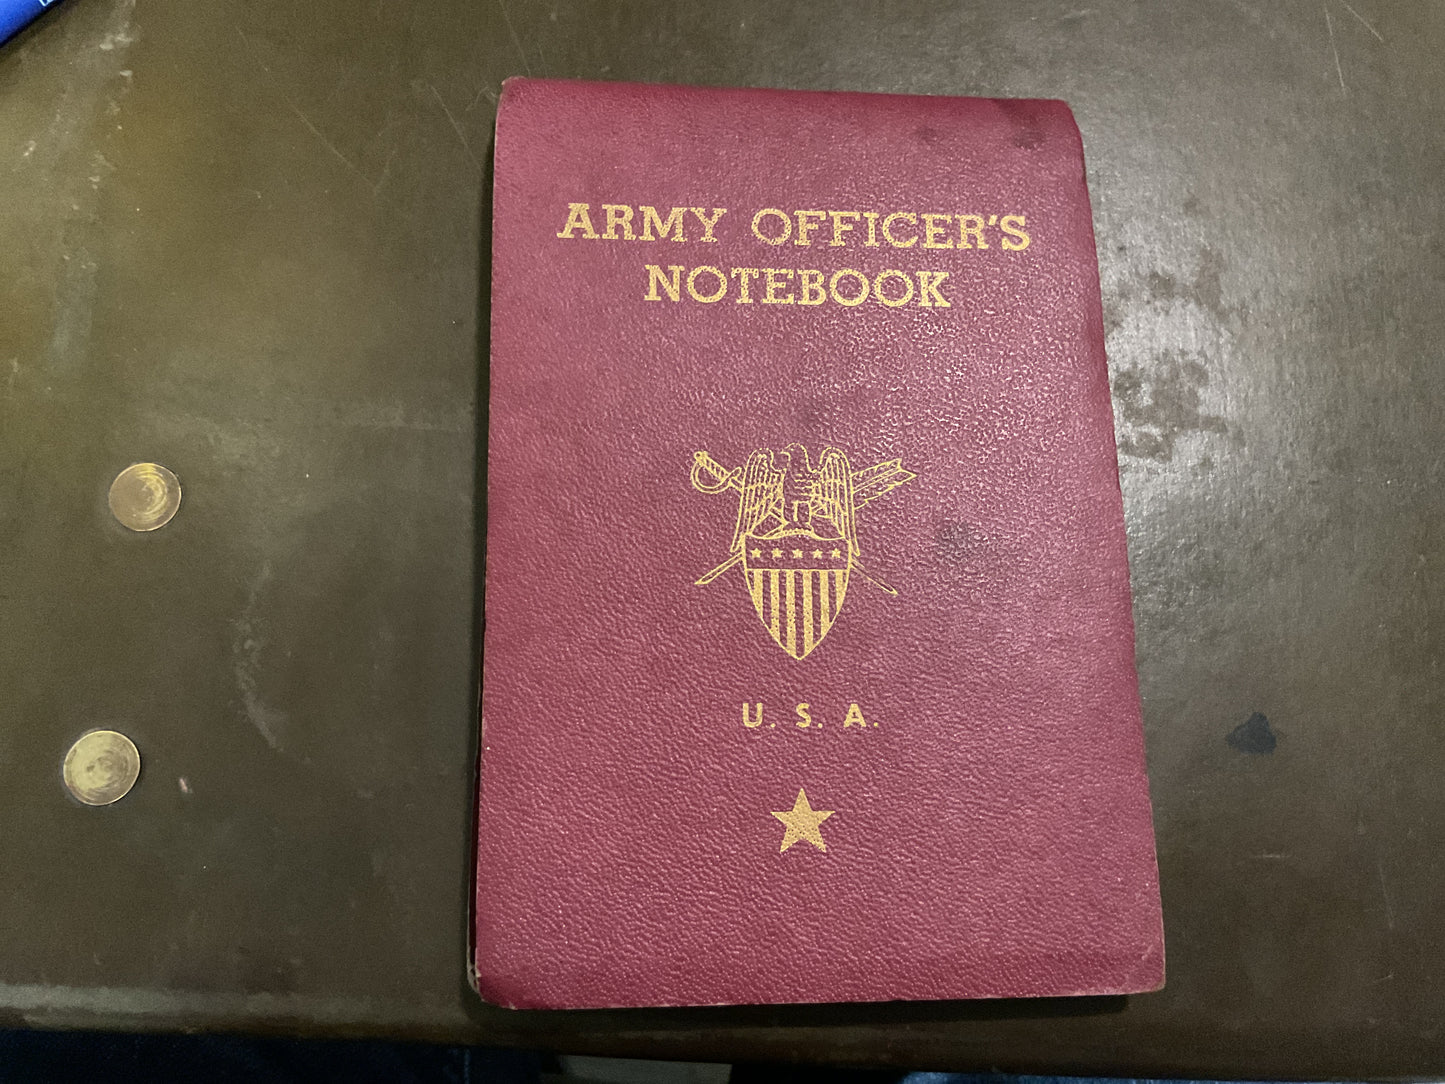 ARMY OFFICER'S
NOTEBOOK
U. S. A.